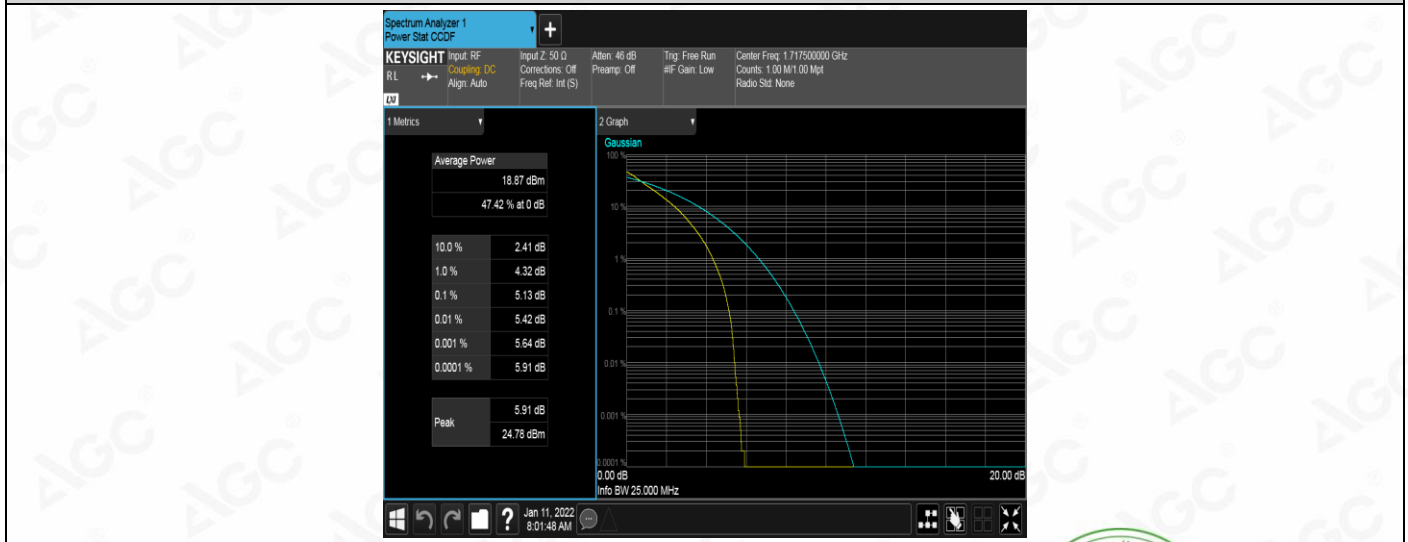 Spectrum Analyzer 1
Power Stat CCDF
+
KEYSIGHT
RL
LXI
Input: RF
Coupling: DC
Align: Auto
Input Z: 50 Ω
Corrections: Off
Freq Ref: Int (S)
Atten: 46 dB
Preamp: Off
Trig: Free Run
#IF Gain: Low
Center Freq: 1.717500000 GHz
Counts: 1.00 M/1.00 Mpt
Radio Std: None
1 Metrics
Average Power
18.87 dBm
47.42 % at 0 dB
10.0 % 2.41 dB
1.0 % 4.32 dB
0.1 % 5.13 dB
0.01 % 5.42 dB
0.001 % 5.64 dB
0.0001 % 5.91 dB
Peak
5.91 dB
24.78 dBm
2 Graph
Gaussian
100 %
10 %
1 %
0.1 %
0.01 %
0.001 %
0.0001 %
0.00 dB 20.00 dB
Info BW 25.000 MHz
?
Jan 11, 2022
8:01:48 AM
AGC